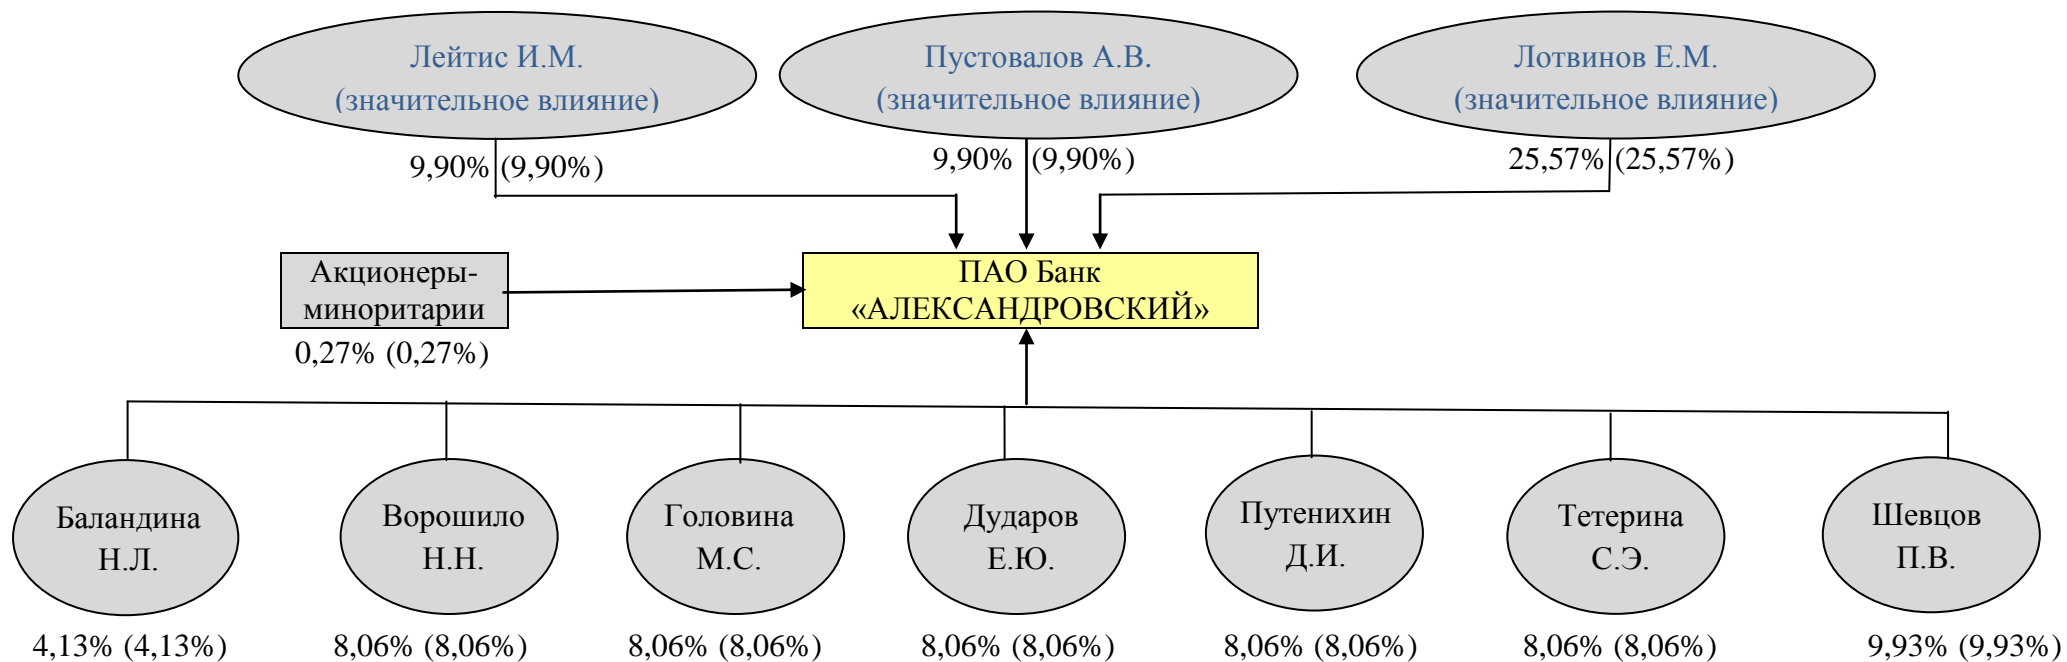 Лейтис И.М.
(значительное влияние)
Пустовалов А.В.
(значительное влияние)
Лотвинов Е.М.
(значительное влияние)
9,90% (9,90%)
9,90% (9,90%)
25,57% (25,57%)
Акционеры-
миноритарии
0,27% (0,27%)
ПАО Банк
«АЛЕКСАНДРОВСКИЙ»
Баландина
Н.Л.
Ворошило
Н.Н.
Головина
М.С.
Дударов
Е.Ю.
Путенихин
Д.И.
Тетерина
С.Э.
Шевцов
П.В.
4,13% (4,13%)
8,06% (8,06%)
8,06% (8,06%)
8,06% (8,06%)
8,06% (8,06%)
8,06% (8,06%)
9,93% (9,93%)